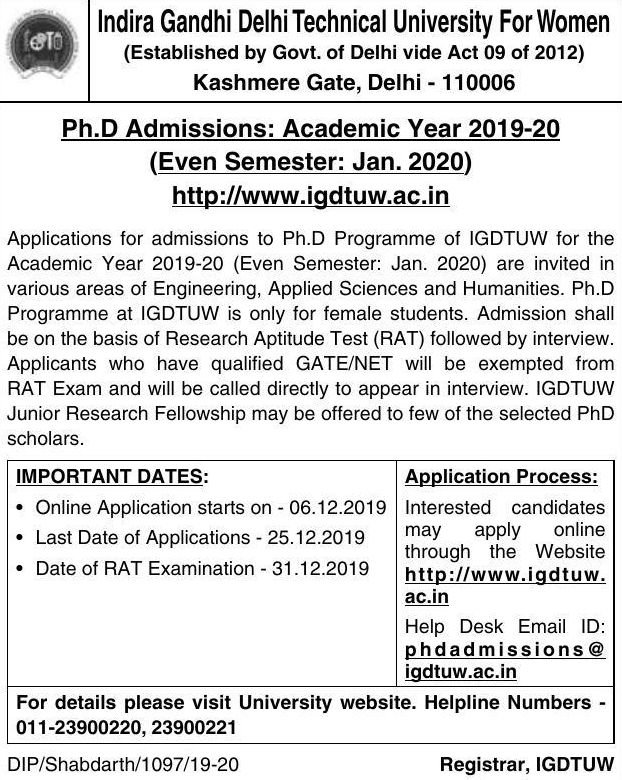 Indira Gandhi Delhi Technical University For Women
(Established by Govt. of Delhi vide Act 09 of 2012)
Kashmere Gate, Delhi - 110006
Ph.D Admissions: Academic Year 2019-20
(Even Semester: Jan. 2020)
http://www.igdtuw.ac.in
Applications for admissions to Ph.D Programme of IGDTUW for the
Academic Year 2019-20 (Even Semester: Jan. 2020) are invited in
various areas of Engineering, Applied Sciences and Humanities. Ph.D
Programme at IGDTUW is only for female students. Admission shall
be on the basis of Research Aptitude Test (RAT) followed by interview.
Applicants who have qualified GATE/NET will be exempted from
RAT Exam and will be called directly to appear in interview. IGDTUW
Junior Research Fellowship may be offered to few of the selected PhD
scholars.
IMPORTANT DATES:
• Online Application starts on - 06.12.2019
• Last Date of Applications - 25.12.2019
• Date of RAT Examination - 31.12.2019
Application Process:
Interested candidates
may apply online
through the Website
http://www.igdtuw.
ac.in
Help Desk Email ID:
phdadmissions@
igdtuw.ac.in
For details please visit University website. Helpline Numbers -
011-23900220, 23900221
DIP/Shabdarth/1097/19-20
Registrar, IGDTUW